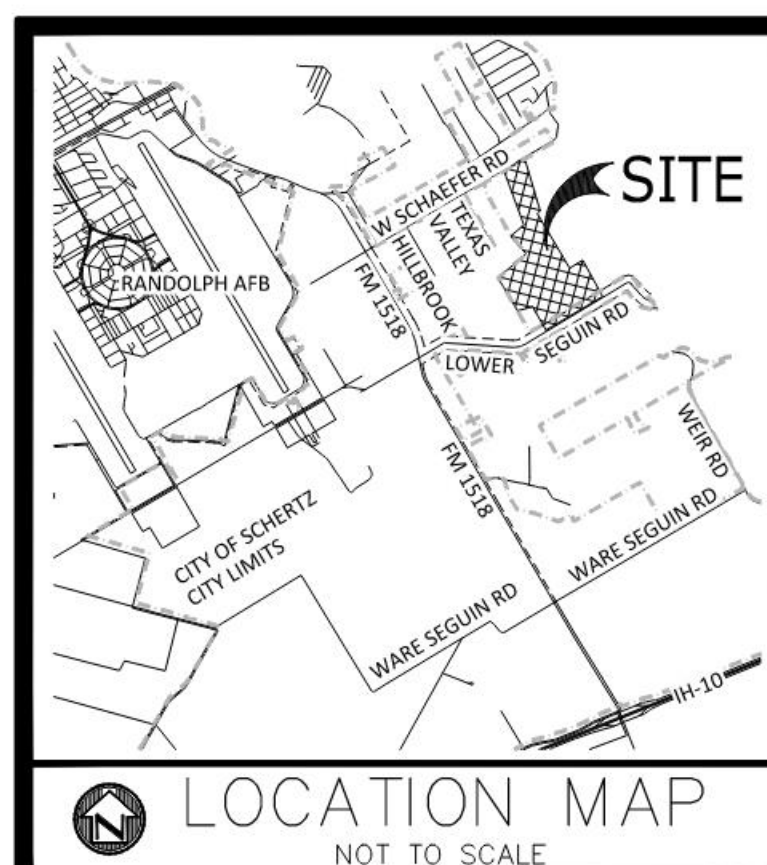 SITE
W SCHAEFER RD
TEXAS
VALLEY
HILLBROOK
FM 1518
RANDOLPH AFB
LOWER
SEGUIN RD
WEIR RD
FM 1518
CITY OF SCHERTZ
CITY LIMITS
WARE SEGUIN RD
WARE SEGUIN RD
IH-10
N
LOCATION MAP
NOT TO SCALE